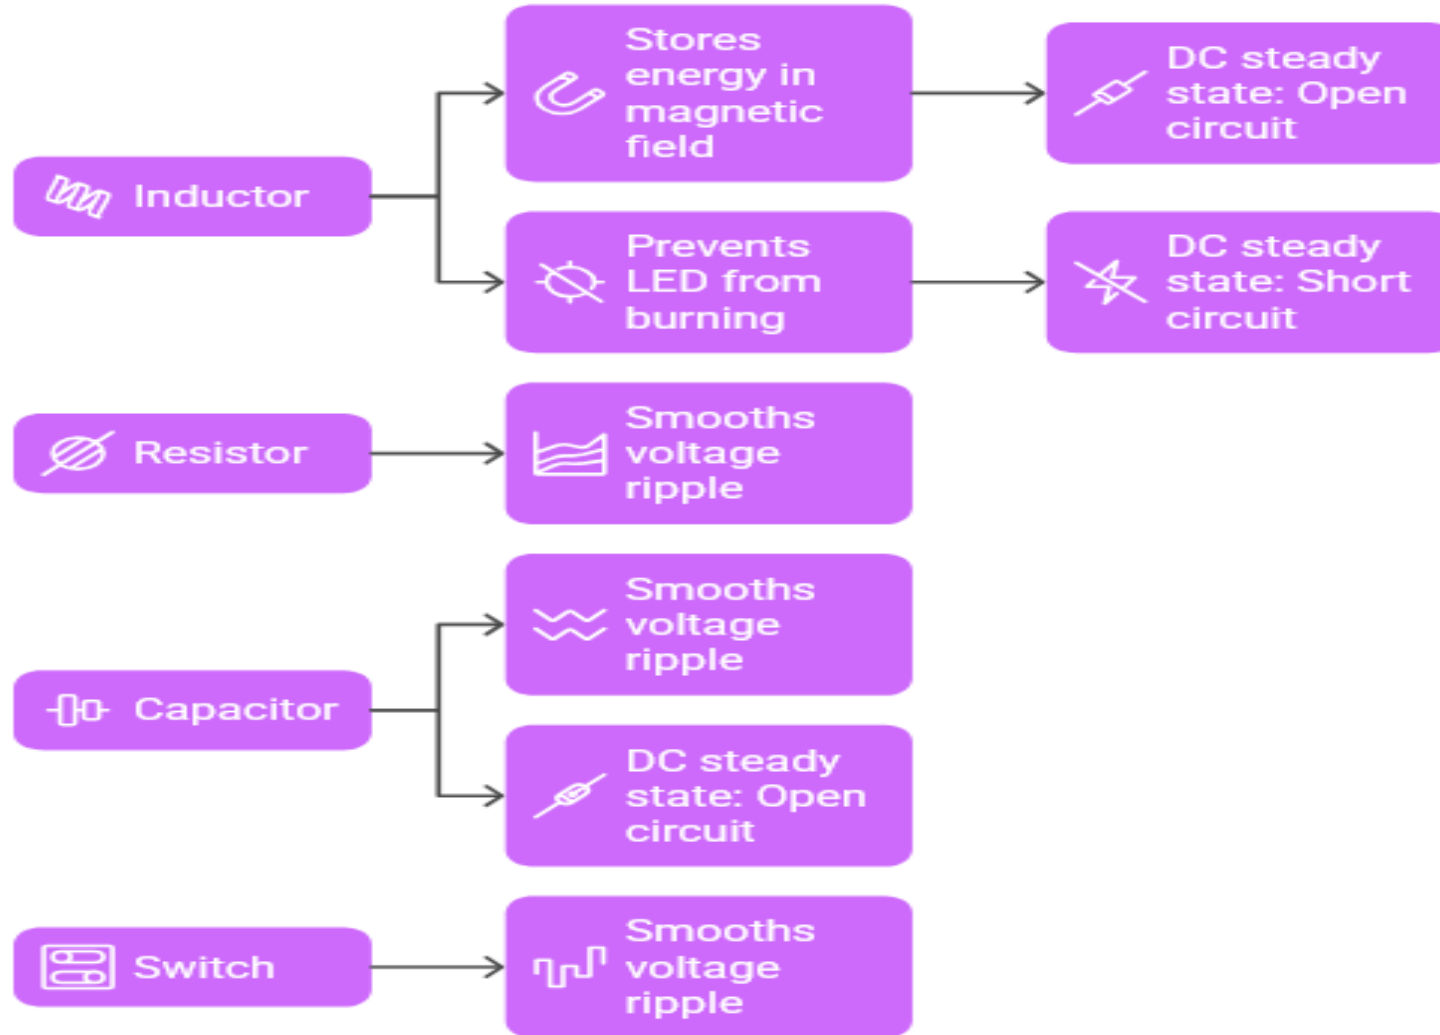 Inductor
Stores
energy in
magnetic
field
DC steady
state: Open
circuit
Prevents
LED from
burning
DC steady
state: Short
circuit
Resistor
Smooths
voltage
ripple
Capacitor
Smooths
voltage
ripple
DC steady
state: Open
circuit
Switch
Smooths
voltage
ripple